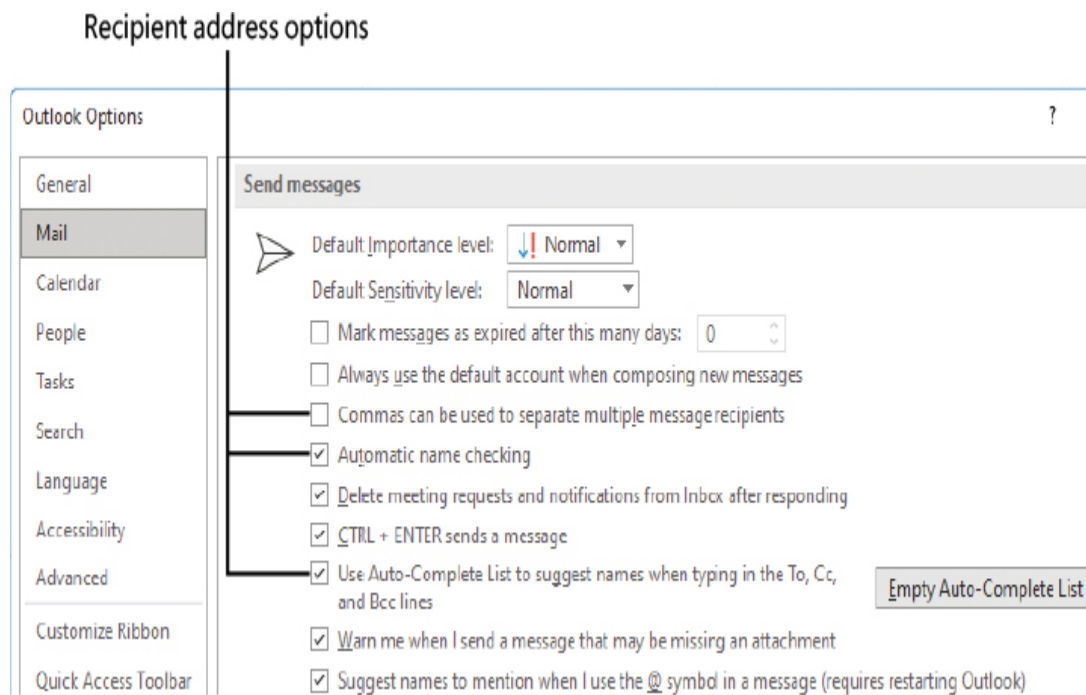 Recipient address options
Outlook Options
?
General
Mail
Calendar
People
Tasks
Search
Language
Accessibility
Advanced
Customize Ribbon
Quick Access Toolbar
Send messages
Default Importance level: Normal
Default Sensitivity level: Normal
Mark messages as expired after this many days: 0
Always use the default account when composing new messages
Commas can be used to separate multiple message recipients
Automatic name checking
Delete meeting requests and notifications from Inbox after responding
CTRL + ENTER sends a message
Use Auto-Complete List to suggest names when typing in the To, Cc,
and Bcc lines
Empty Auto-Complete List
Warn me when I send a message that may be missing an attachment
Suggest names to mention when I use the @ symbol in a message (requires restarting Outlook)